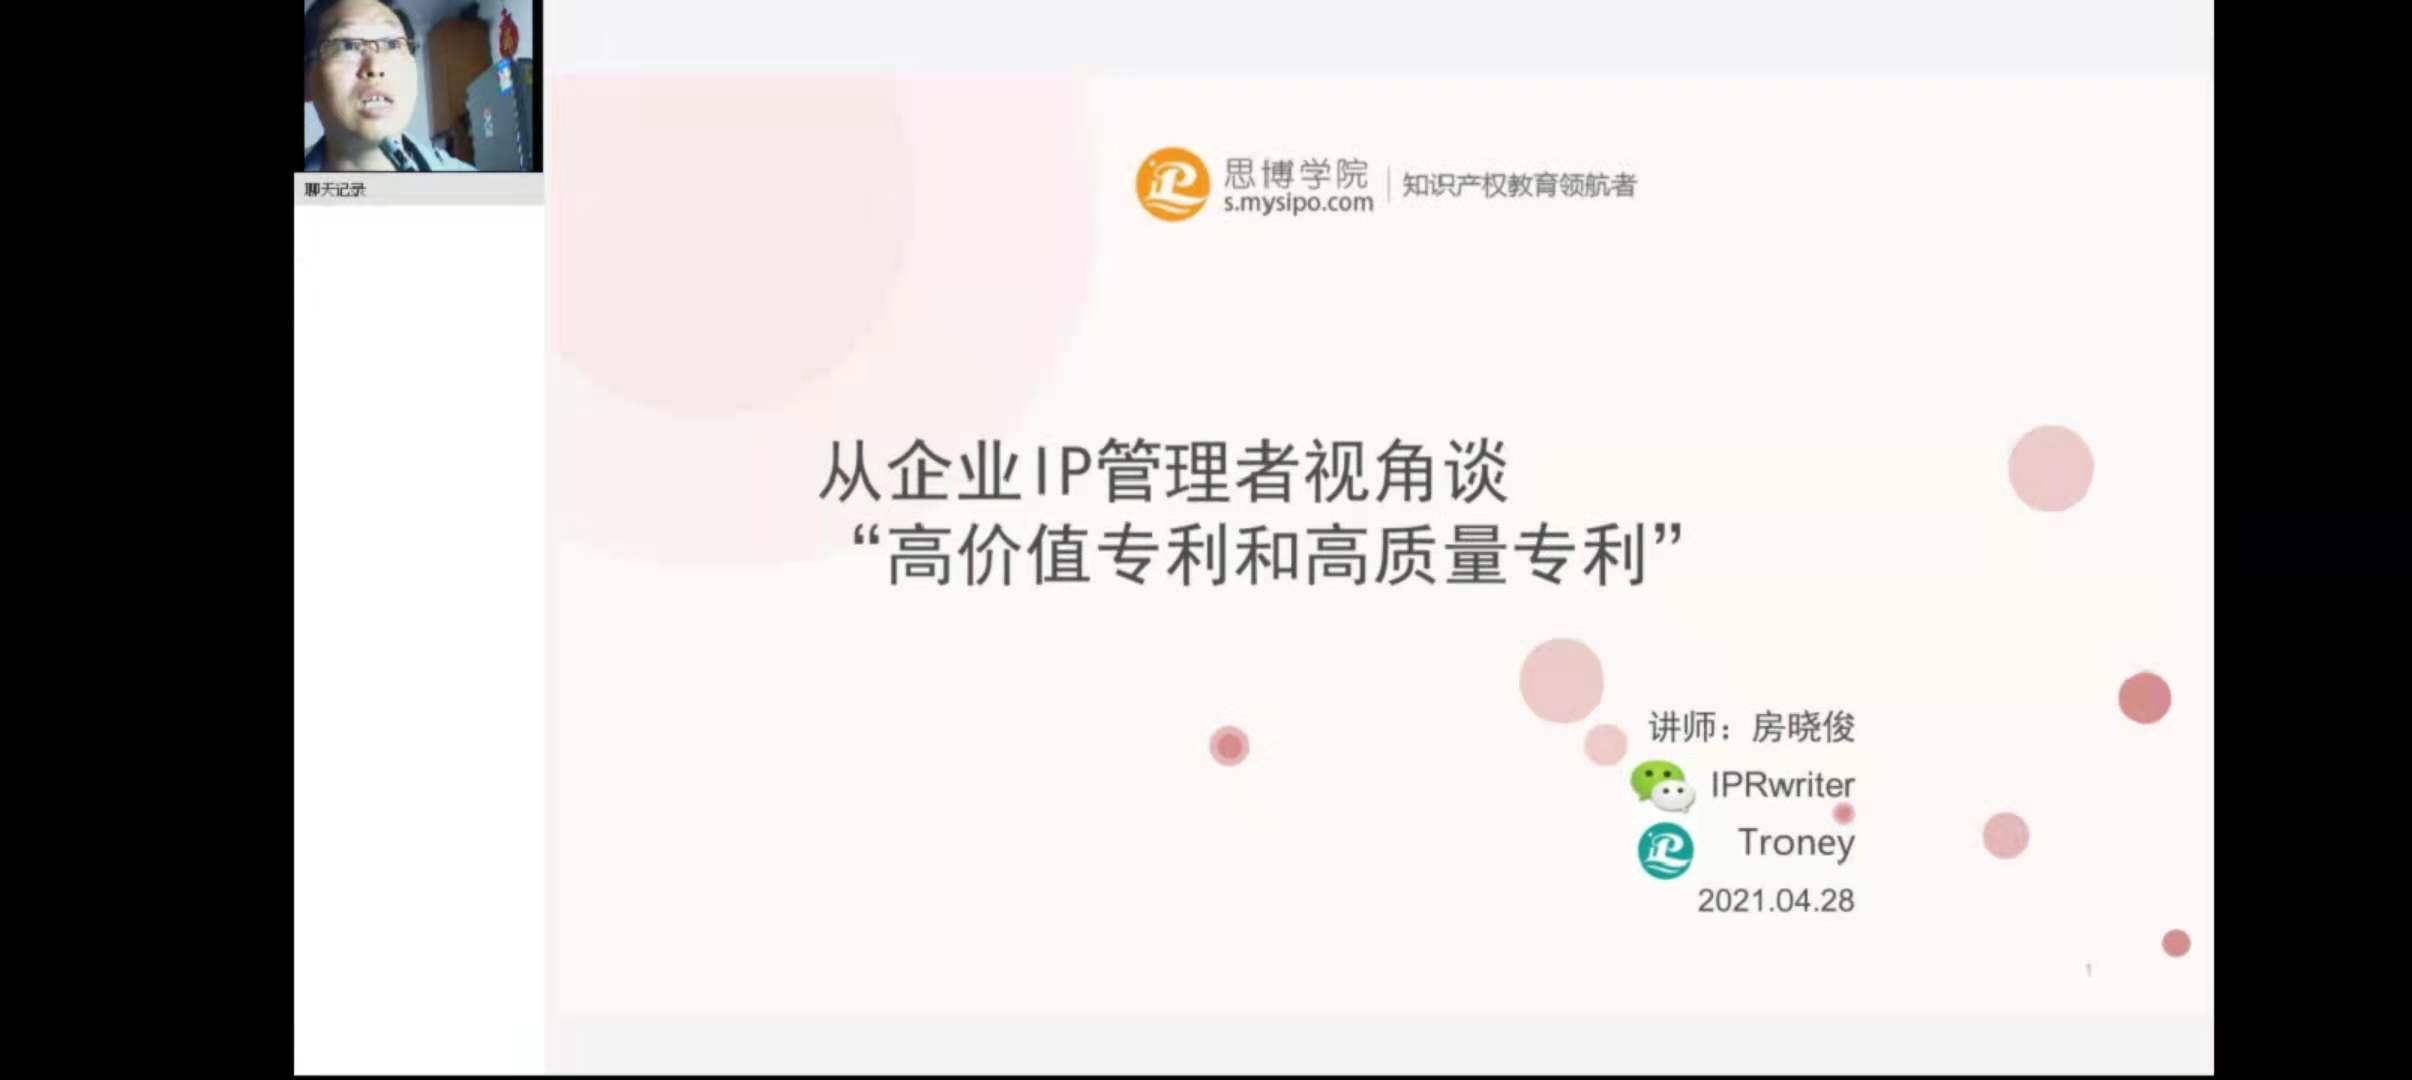 聊天记录
思博学院
s.mysipo.com
知识产权教育领航者
从企业IP管理者视角谈
“高价值专利和高质量专利”
讲师：房晓俊
IPRwriter
Troney
2021.04.28
1